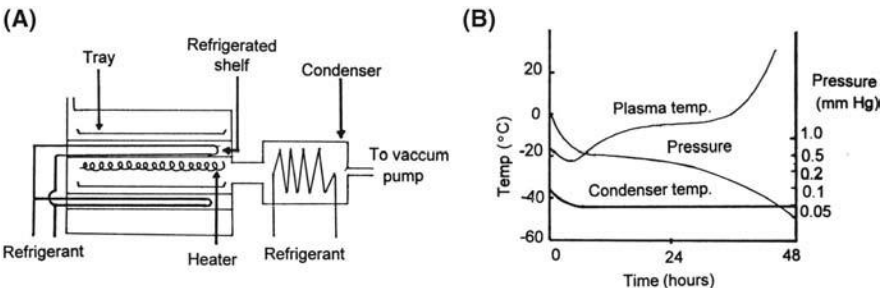 (A)
Tray
Refrigerated
shelf
Condenser
To vaccum
pump
Refrigerant
Heater
Refrigerant
(B)
Temp (°C)
20
0
-20
-40
-60
Plasma temp.
Pressure
Condenser temp.
Pressure
(mm Hg)
1.0
0.5
0.2
0.1
0.05
0
24
48
Time (hours)